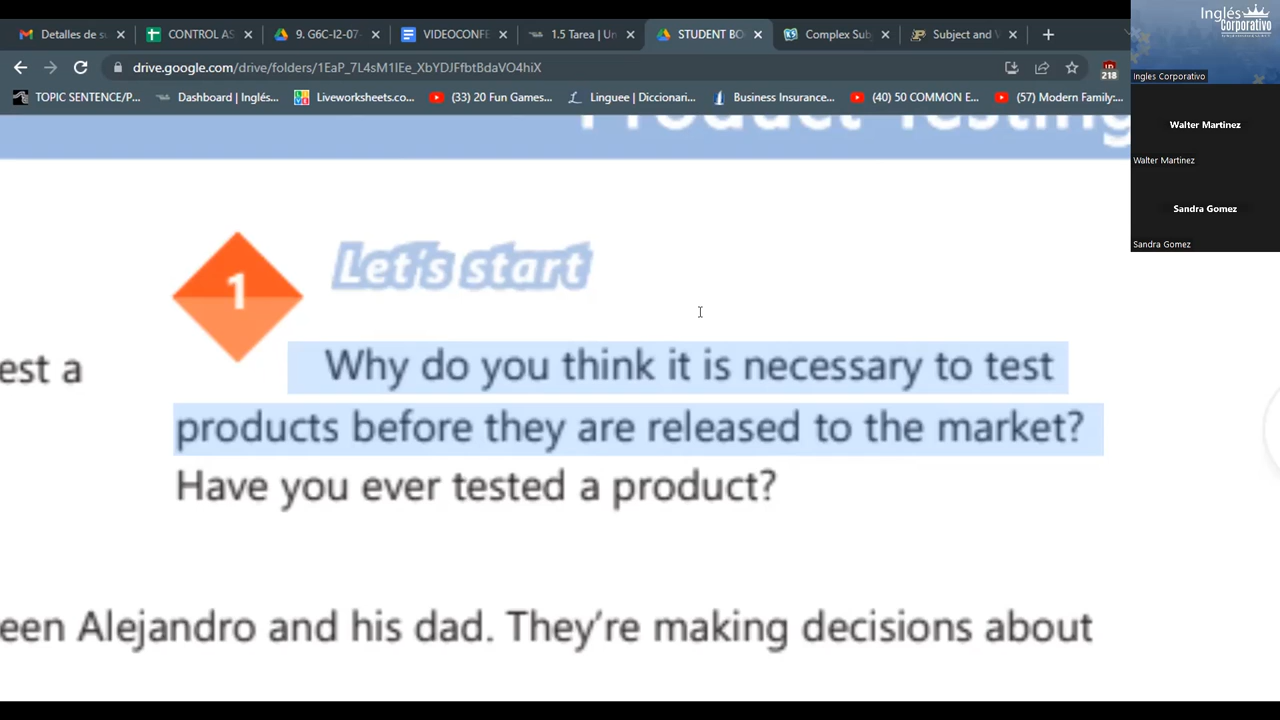 Detalles de su
CONTROL AS
9. G6C-I2-07-
VIDEOCONFE
1.5 Tarea | Un
STUDENT BO
Complex Sub
Subject and V
drive.google.com/drive/folders/1EaP_7L4sM1IEe_XbYDJFfbtBdaVO4hiX
218
TOPIC SENTENCE/P...
Dashboard | Inglés...
Liveworksheets.co...
(33) 20 Fun Games...
Linguee | Diccionari...
Business Insurance...
(40) 50 COMMON E...
(57) Modern Family:...
Inglés
Corporativo
Ingles Corporativo
Walter Martinez
Walter Martinez
Sandra Gomez
Sandra Gomez
Product Testing
1
Let's start
est a
Why do you think it is necessary to test
products before they are released to the market?
Have you ever tested a product?
een Alejandro and his dad. They're making decisions about